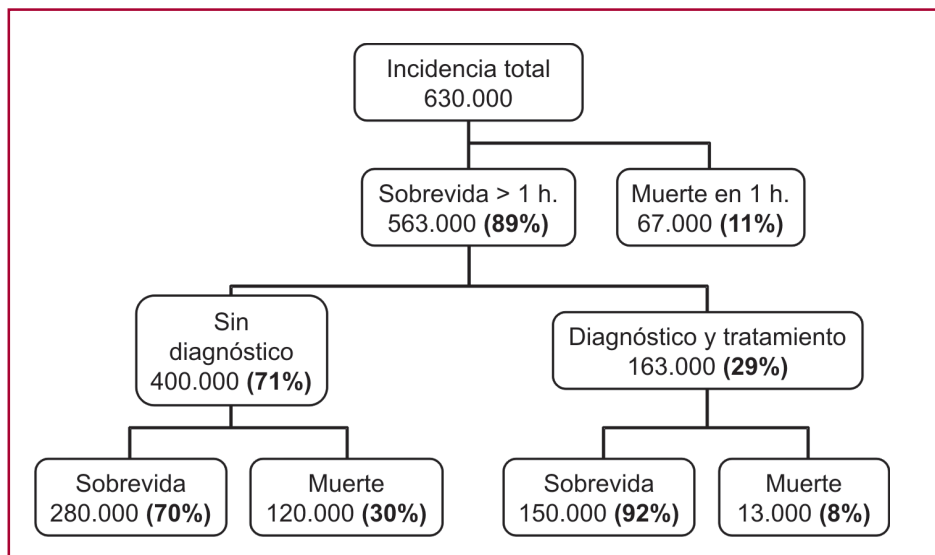 Incidencia total
630.000
Sobrevida > 1 h.
563.000 (89%)
Muerte en 1 h.
67.000 (11%)
Sin
diagnóstico
400.000 (71%)
Diagnóstico y tratamiento
163.000 (29%)
Sobrevida
280.000 (70%)
Muerte
120.000 (30%)
Sobrevida
150.000 (92%)
Muerte
13.000 (8%)